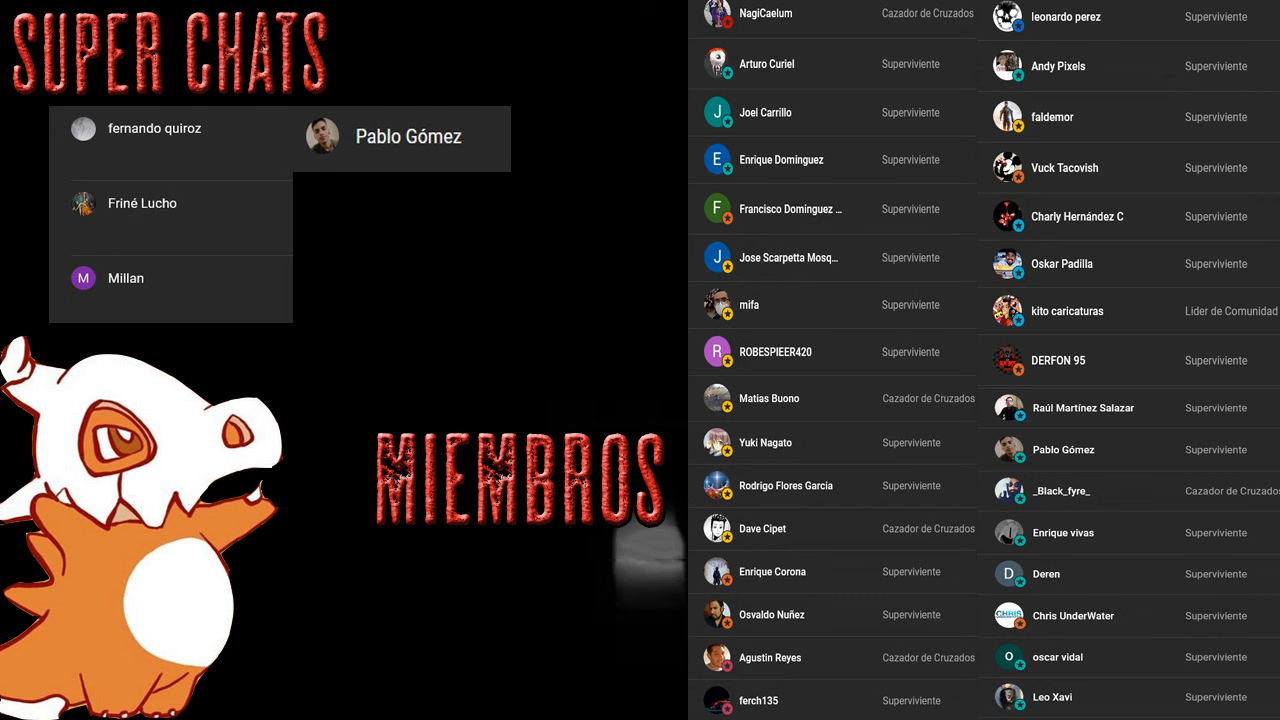 SUPER CHATS
fernando quiroz
Pablo Gómez
Friné Lucho
M Millan
MIEMBROS
NagiCaelum Cazador de Cruzados
Arturo Curiel Superviviente
J Joel Carrillo Superviviente
E Enrique Dominguez Superviviente
F Francisco Dominguez ... Superviviente
J Jose Scarpetta Mosq... Superviviente
mifa Superviviente
R ROBESPIEER420 Superviviente
Matias Buono Cazador de Cruzados
Yuki Nagato Superviviente
Rodrigo Flores Garcia Superviviente
Dave Cipet Cazador de Cruzados
Enrique Corona Superviviente
Osvaldo Nuñez Superviviente
Agustin Reyes Cazador de Cruzados
ferch135 Superviviente
leonardo perez Superviviente
Andy Pixels Superviviente
faldemor Superviviente
Vuck Tacovish Superviviente
Charly Hernández C Superviviente
Oskar Padilla Superviviente
kito caricaturas Lider de Comunidad
DERFON 95 Superviviente
Raúl Martínez Salazar Superviviente
Pablo Gómez Superviviente
_Black_fyre_ Cazador de Cruzados
Enrique vivas Superviviente
D Deren Superviviente
CHRIS Chris UnderWater Superviviente
o oscar vidal Superviviente
Leo Xavi Superviviente